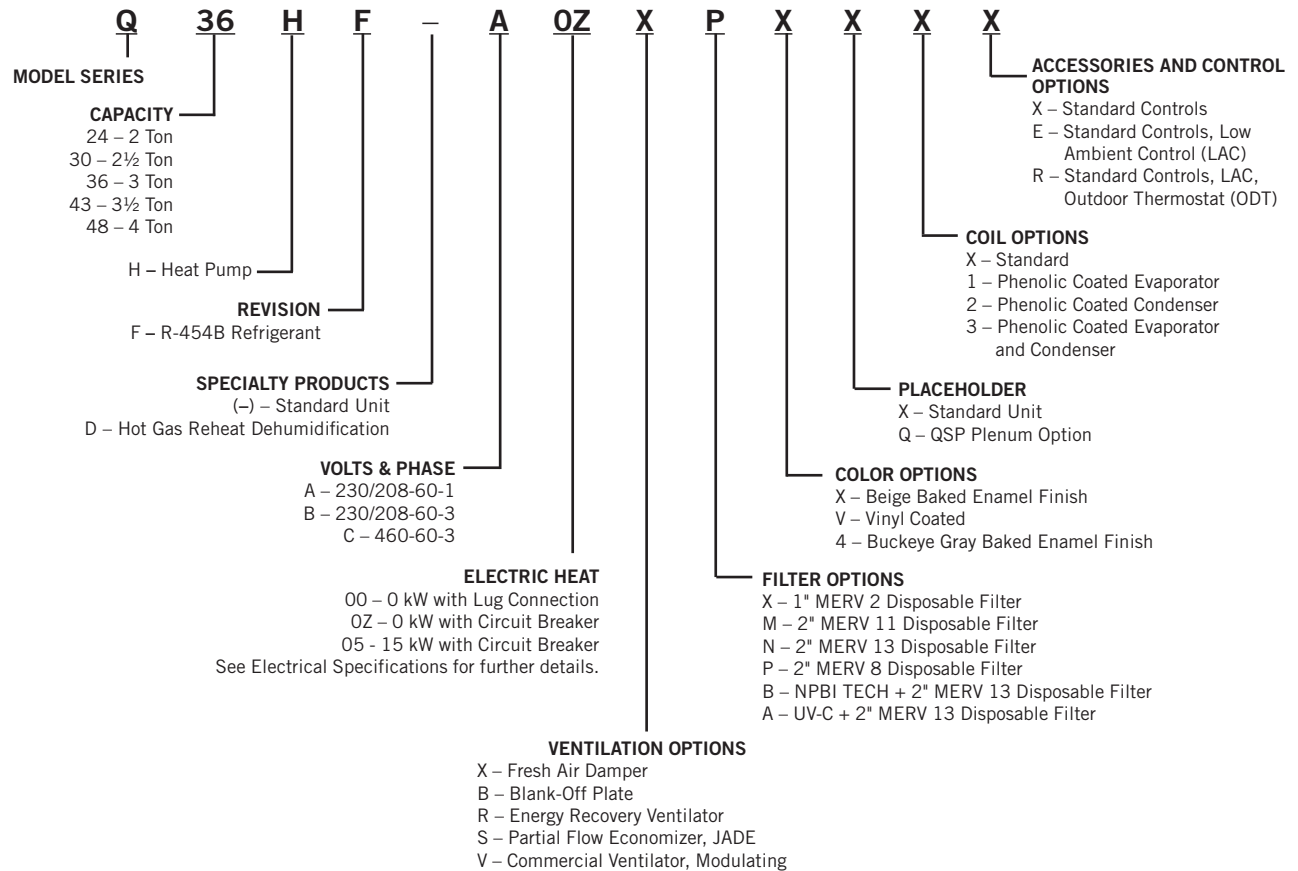 Q 36 H F – A 0Z X P X X X X
MODEL SERIES
CAPACITY
24 – 2 Ton
30 – 2½ Ton
36 – 3 Ton
43 – 3½ Ton
48 – 4 Ton
H – Heat Pump
REVISION
F – R-454B Refrigerant
SPECIALTY PRODUCTS
(–) – Standard Unit
D – Hot Gas Reheat Dehumidification
VOLTS & PHASE
A – 230/208-60-1
B – 230/208-60-3
C – 460-60-3
ELECTRIC HEAT
00 – 0 kW with Lug Connection
0Z – 0 kW with Circuit Breaker
05 - 15 kW with Circuit Breaker
See Electrical Specifications for further details.
VENTILATION OPTIONS
X – Fresh Air Damper
B – Blank-Off Plate
R – Energy Recovery Ventilator
S – Partial Flow Economizer, JADE
V – Commercial Ventilator, Modulating
FILTER OPTIONS
X – 1" MERV 2 Disposable Filter
M – 2" MERV 11 Disposable Filter
N – 2" MERV 13 Disposable Filter
P – 2" MERV 8 Disposable Filter
B – NPBI TECH + 2" MERV 13 Disposable Filter
A – UV-C + 2" MERV 13 Disposable Filter
COLOR OPTIONS
X – Beige Baked Enamel Finish
V – Vinyl Coated
4 – Buckeye Gray Baked Enamel Finish
PLACEHOLDER
X – Standard Unit
Q – QSP Plenum Option
COIL OPTIONS
X – Standard
1 – Phenolic Coated Evaporator
2 – Phenolic Coated Condenser
3 – Phenolic Coated Evaporator
and Condenser
ACCESSORIES AND CONTROL
OPTIONS
X – Standard Controls
E – Standard Controls, Low
Ambient Control (LAC)
R – Standard Controls, LAC,
Outdoor Thermostat (ODT)